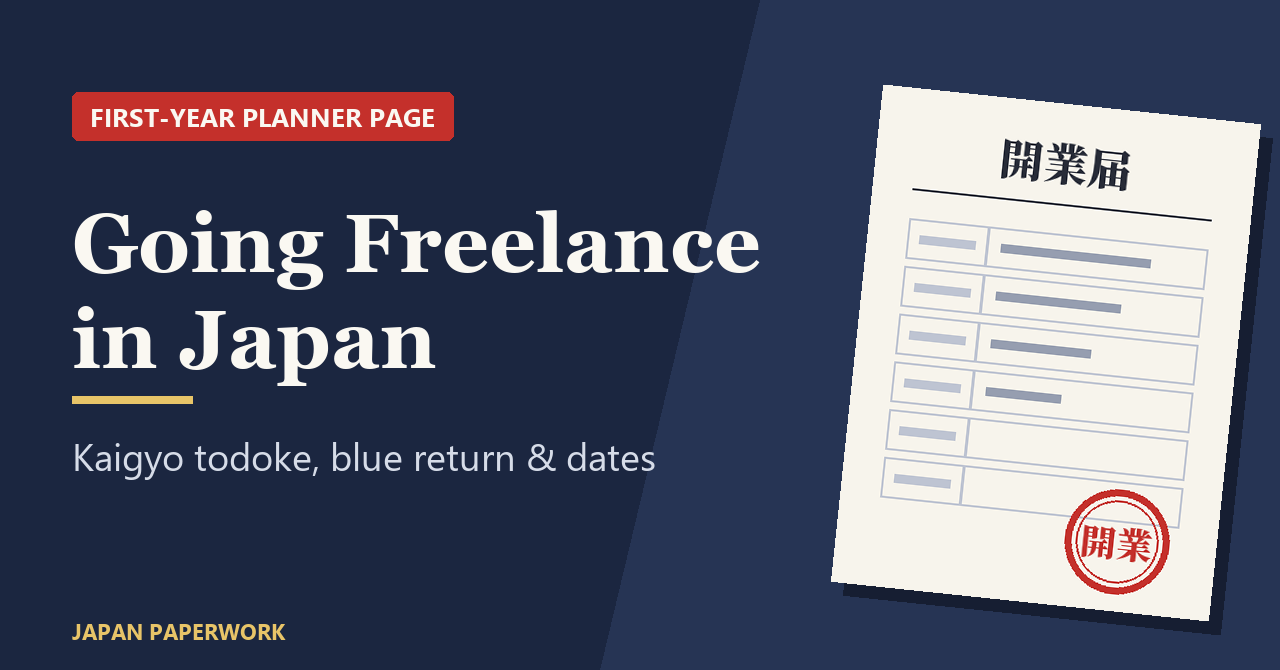 FIRST-YEAR PLANNER PAGE
Going Freelance
in Japan
Kaigyo todoke, blue return & dates
JAPAN PAPERWORK
開業届
開業